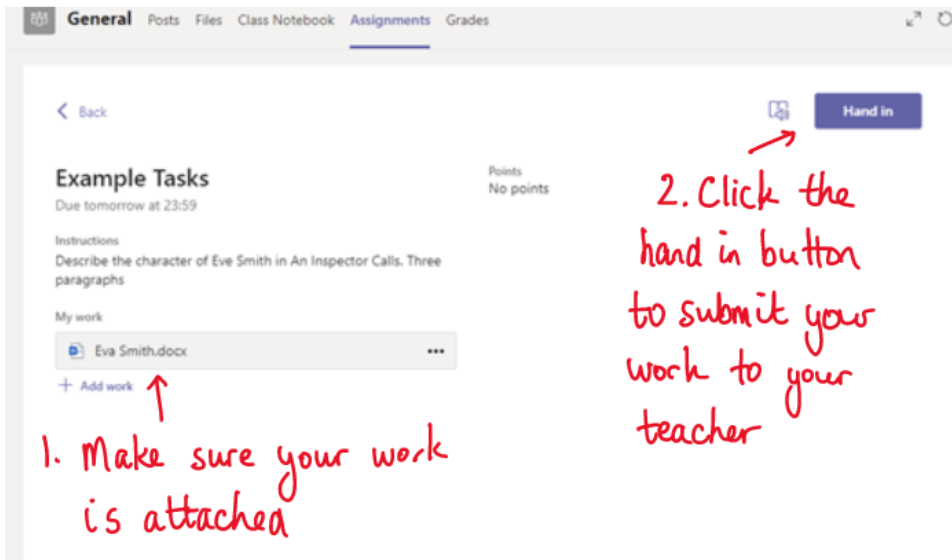 General Posts Files Class Notebook Assignments Grades
Back
Hand in
Example Tasks
Due tomorrow at 23:59
Points
No points
Instructions
Describe the character of Eve Smith in An Inspector Calls. Three
paragraphs
My work
Eva Smith.docx
+ Add work
1. Make sure your work
is attached
2. Click the
hand in button
to submit your
work to your
teacher